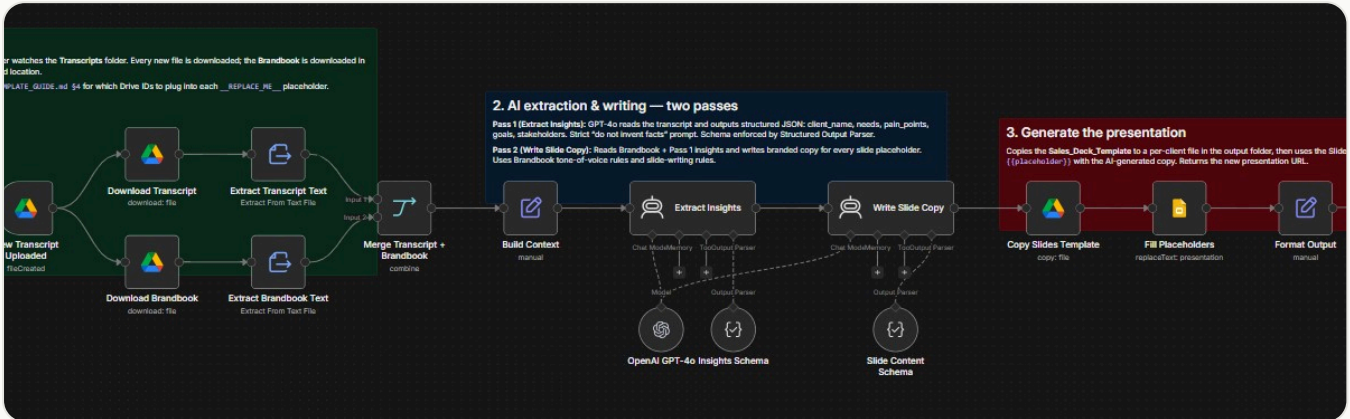 er watches the Transcripts folder. Every new file is downloaded; the Brandbook is downloaded in
d location.
MPLATE_GUIDE.md §4 for which Drive IDs to plug into each __REPLACE_ME__ placeholder.
2. AI extraction & writing — two passes
Pass 1 (Extract Insights): GPT-4o reads the transcript and outputs structured JSON: client_name, needs, pain_points,
goals, stakeholders. Strict "do not invent facts" prompt. Schema enforced by Structured Output Parser.
Pass 2 (Write Slide Copy): Reads Brandbook + Pass 1 insights and writes branded copy for every slide placeholder.
Uses Brandbook tone-of-voice rules and slide-writing rules.
3. Generate the presentation
Copies the Sales_Deck_Template to a per-client file in the output folder, then uses the Slide
{{placeholder}} with the AI-generated copy. Returns the new presentation URL.
Download Transcript
download: file
Extract Transcript Text
Extract From Text File
Input 1
Input 2
ew Transcript
Uploaded
fileCreated
Merge Transcript +
Brandbook
combine
Build Context
manual
Extract Insights
Write Slide Copy
Copy Slides Template
copy: file
Fill Placeholders
replaceText: presentation
Format Output
manual
Chat Model
Memory
Tool
Output Parser
Chat Model
Memory
Tool
Output Parser
Download Brandbook
download: file
Extract Brandbook Text
Extract From Text File
Model
Output Parser
Output Parser
OpenAI GPT-4o
Insights Schema
Slide Content
Schema